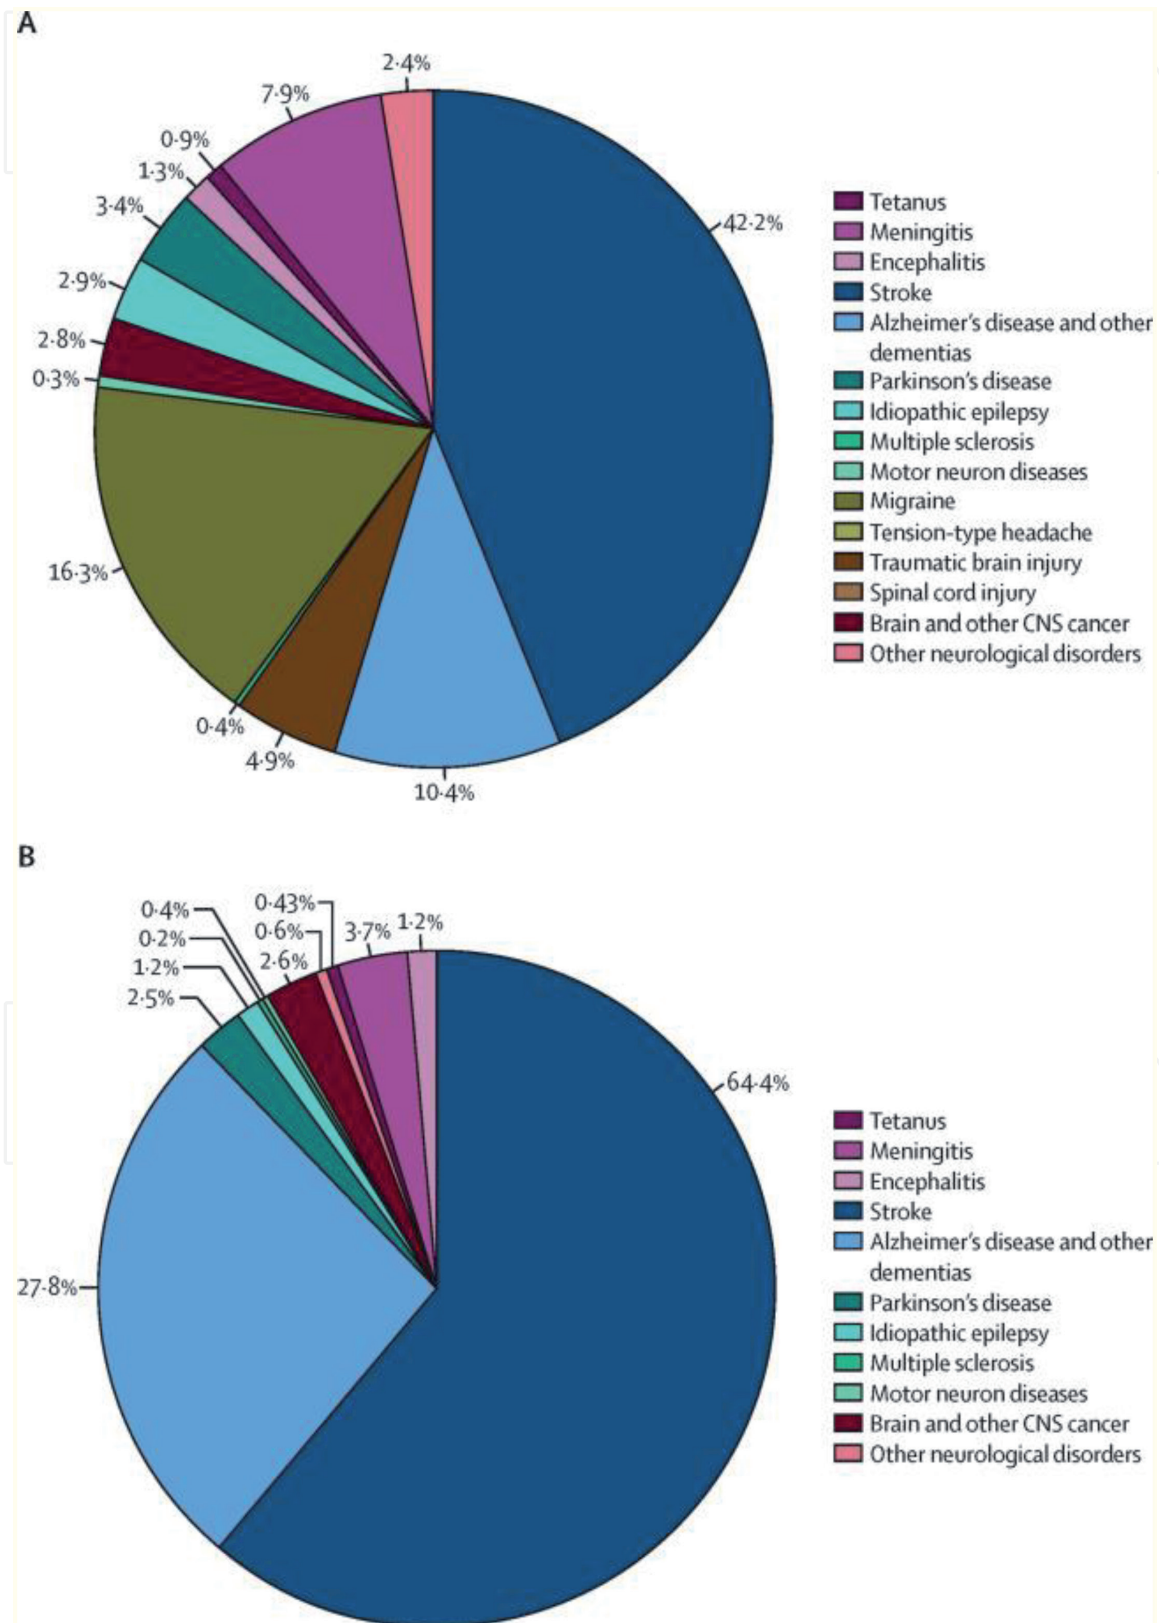 A
2·4%
7·9%
0·9%
1·3%
3·4%
2·9%
2·8%
0·3%
16·3%
0·4%
4·9%
10·4%
42·2%
Tetanus
Meningitis
Encephalitis
Stroke
Alzheimer's disease and other
dementias
Parkinson's disease
Idiopathic epilepsy
Multiple sclerosis
Motor neuron diseases
Migraine
Tension-type headache
Traumatic brain injury
Spinal cord injury
Brain and other CNS cancer
Other neurological disorders
B
0·4%
0·2%
1·2%
2·5%
0·43%
0·6%
2·6%
3·7%
1·2%
64·4%
27·8%
Tetanus
Meningitis
Encephalitis
Stroke
Alzheimer's disease and other
dementias
Parkinson's disease
Idiopathic epilepsy
Multiple sclerosis
Motor neuron diseases
Brain and other CNS cancer
Other neurological disorders